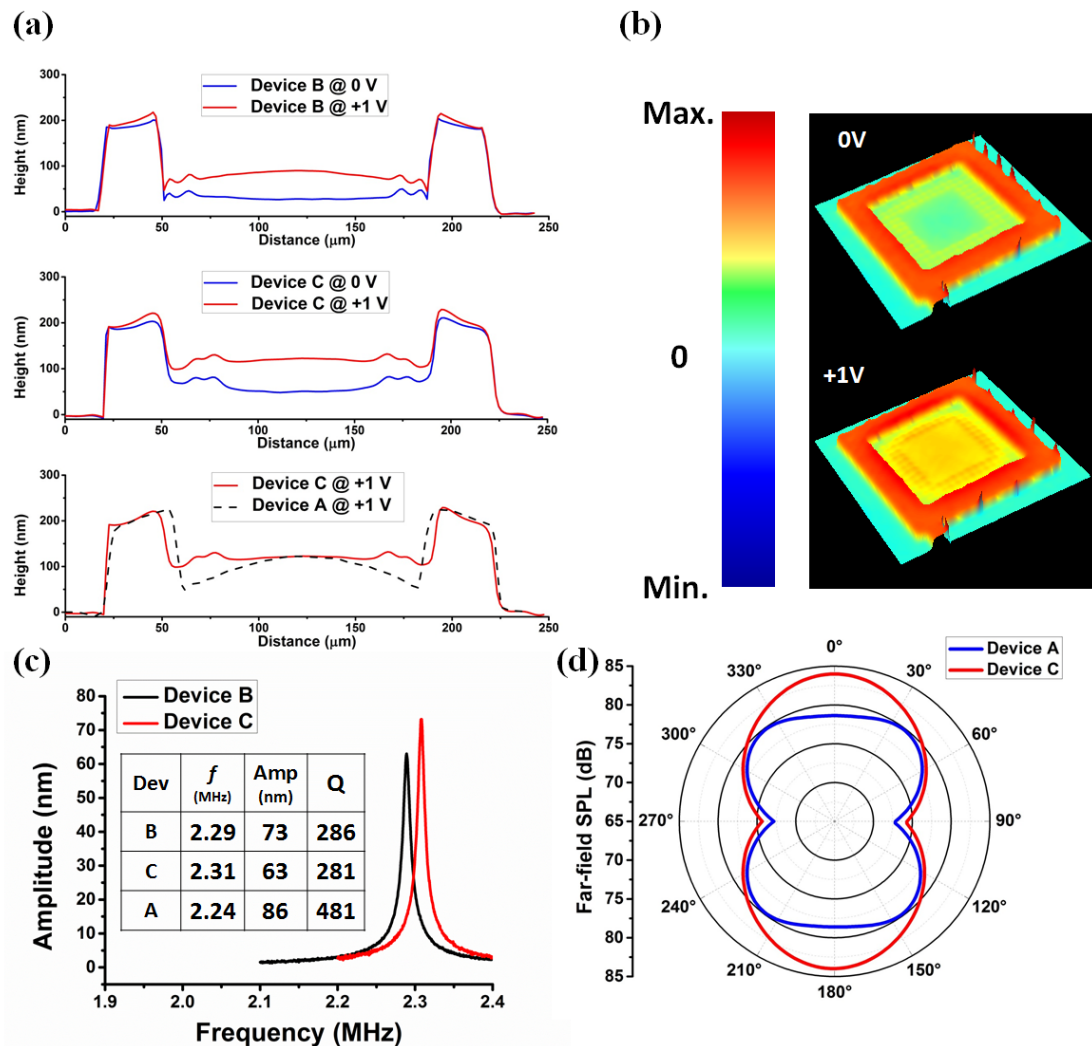 (a)
300
200
100
0
Height (nm)
Device B @ 0 V
Device B @ +1 V
0 50 100 150 200 250
Distance (μm)
300
200
100
0
Height (nm)
Device C @ 0 V
Device C @ +1 V
0 50 100 150 200 250
Distance (μm)
300
200
100
0
Height (nm)
Device C @ +1 V
Device A @ +1 V
0 50 100 150 200 250
Distance (μm)
(b)
Max.
0
Min.
0V
+1V
(c)
80
70
60
50
40
30
20
10
0
Amplitude (nm)
Device B
Device C
Dev f (MHz) Amp (nm) Q
B 2.29 73 286
C 2.31 63 281
A 2.24 86 481
1.9 2.0 2.1 2.2 2.3 2.4
Frequency (MHz)
(d)
Device A
Device C
85
80
75
70
65
70
75
80
85
Far-field SPL (dB)
0°
30°
60°
90°
120°
150°
180°
210°
240°
270°
300°
330°